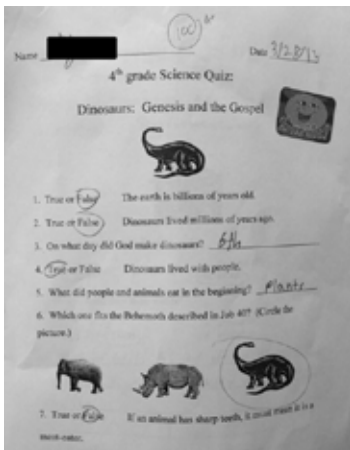 100 A+
Name
Date 3/28/13
4th grade Science Quiz:
Dinosaurs: Genesis and the Gospel
1. True or False The earth is billions of years old.
2. True or False Dinosaurs lived millions of years ago.
3. On what day did God make dinosaurs? 6th
4. True or False Dinosaurs lived with people.
5. What did people and animals eat in the beginning? Plants
6. Which one fits the Behemoth described in Job 40? (Circle the
picture.)
7. True or False If an animal has sharp teeth, it must mean it is a
meat-eater.